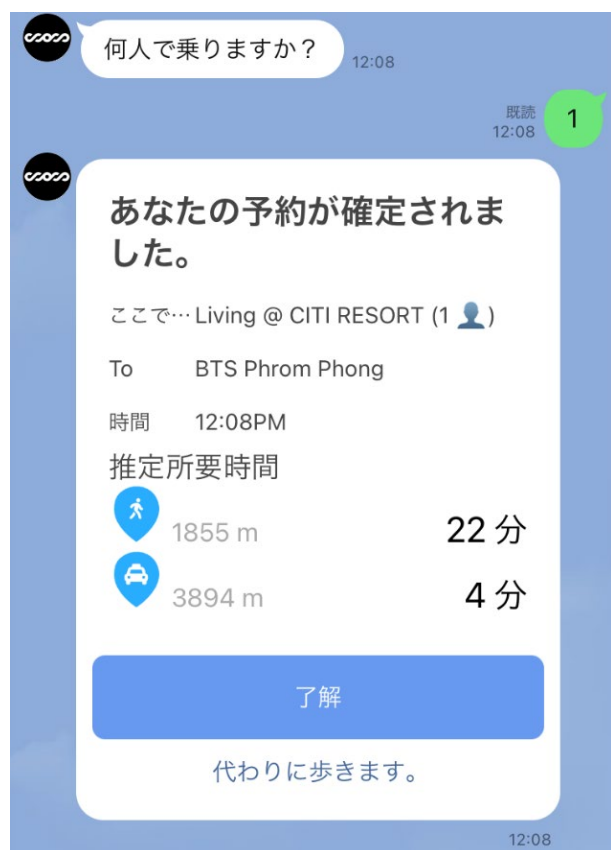 何人で乗りますか？
12:08
既読
12:08
1
あなたの予約が確定されま
した。
ここで… Living @ CITI RESORT (1 👤)
To BTS Phrom Phong
時間 12:08PM
推定所要時間
1855 m 22 分
3894 m 4 分
了解
代わりに歩きます。
12:08